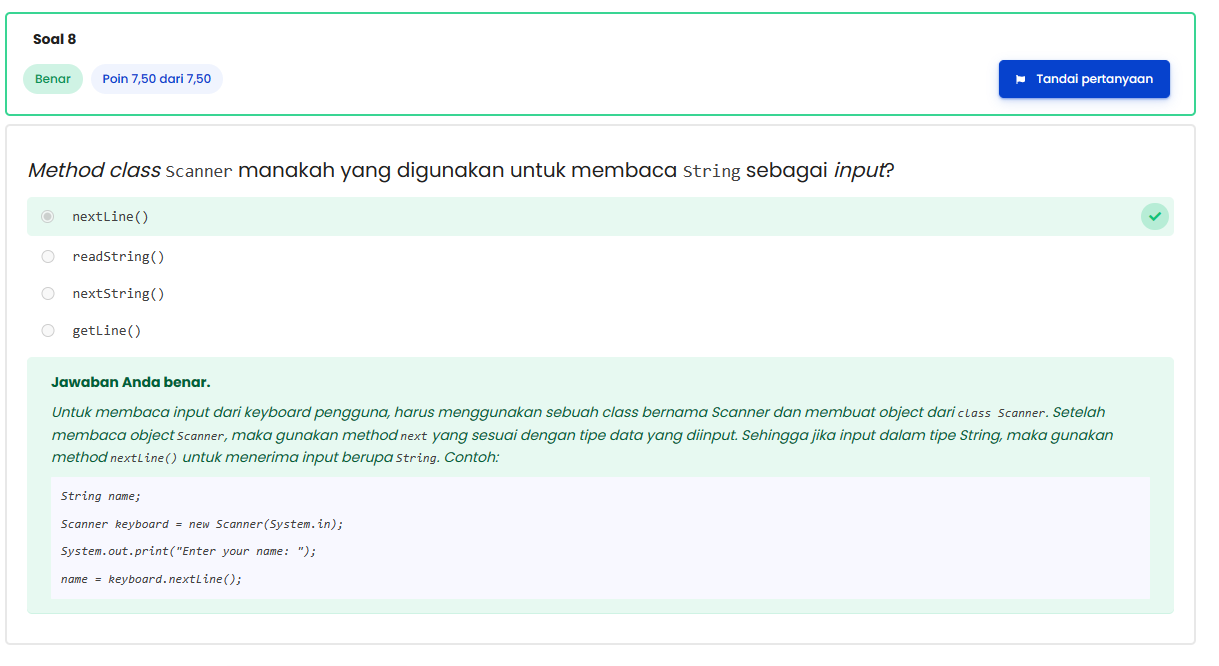 Soal 8
Benar
Poin 7,50 dari 7,50
Tandai pertanyaan
Method class Scanner manakah yang digunakan untuk membaca String sebagai input?
nextLine()
readString()
nextString()
getLine()
Jawaban Anda benar.
Untuk membaca input dari keyboard pengguna, harus menggunakan sebuah class bernama Scanner dan membuat object dari class Scanner. Setelah
membaca object Scanner, maka gunakan method next yang sesuai dengan tipe data yang diinput. Sehingga jika input dalam tipe String, maka gunakan
method nextLine() untuk menerima input berupa String. Contoh:
String name;
Scanner keyboard = new Scanner(System.in);
System.out.print("Enter your name: ");
name = keyboard.nextLine();